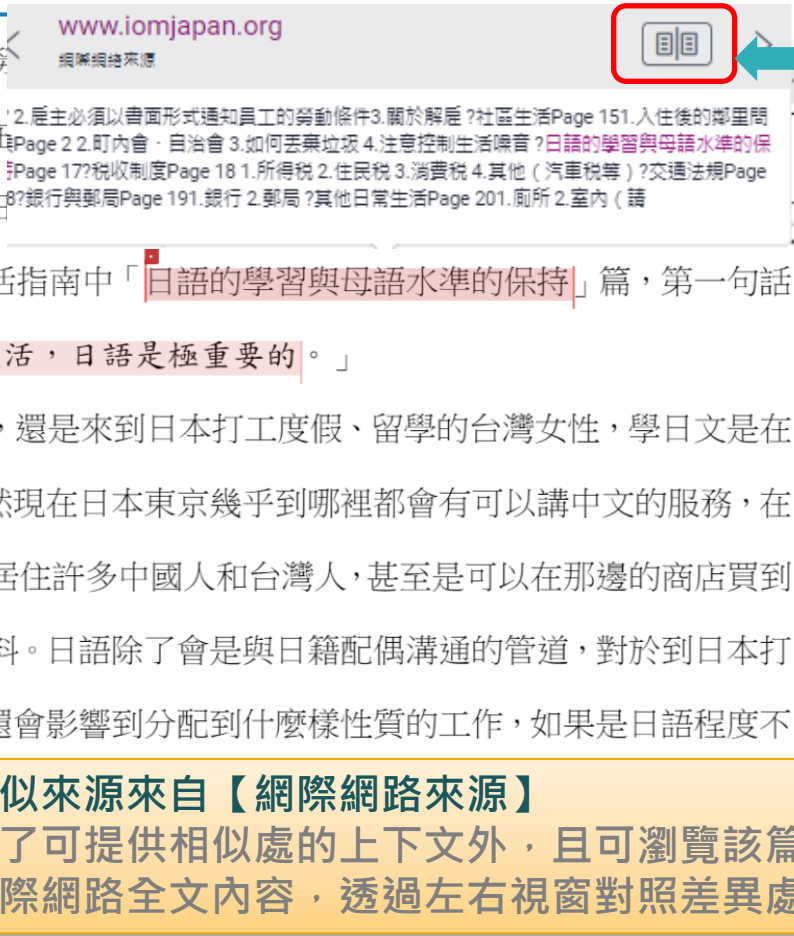 www.iomjapan.org
網際網絡來源
2.雇主必須以書面形式通知員工的勞動條件3.關於解雇 ?社區生活Page 151.入住後的鄰里問
Page 2 2.町內會‧自治會 3.如何丟棄垃圾 4.注意控制生活噪音 ?日語的學習與母語水準的保
Page 17?税收制度Page 18 1.所得税 2.住民税 3.消費税 4.其他（汽車税等）?交通法規Page
8?銀行與郵局Page 191.銀行 2.郵局 ?其他日常生活Page 201.廁所 2.室內（請
活指南中「日語的學習與母語水準的保持」篇，第一句話
活，日語是極重要的。」
，還是來到日本打工度假、留學的台灣女性，學日文是在
然現在日本東京幾乎到哪裡都會有可以講中文的服務，在
居住許多中國人和台灣人，甚至是可以在那邊的商店買到
料。日語除了會是與日籍配偶溝通的管道，對於到日本打
還會影響到分配到什麼樣性質的工作，如果是日語程度不
似來源來自【網際網路來源】
了可提供相似處的上下文外，且可瀏覽該篇
際網路全文內容，透過左右視窗對照差異處